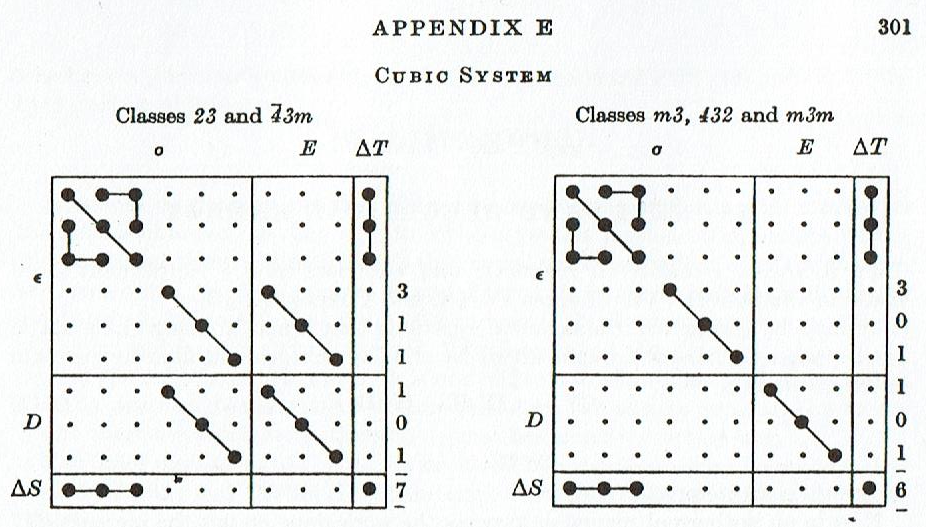 APPENDIX E 301
CUBIC SYSTEM
Classes 23 and 4̄3m Classes m3, 432 and m3m
σ E ΔT σ E ΔT
ϵ ϵ
3 3
1 0
1 1
1 1
D 0 D 0
1 1
ΔS 7 ΔS 6